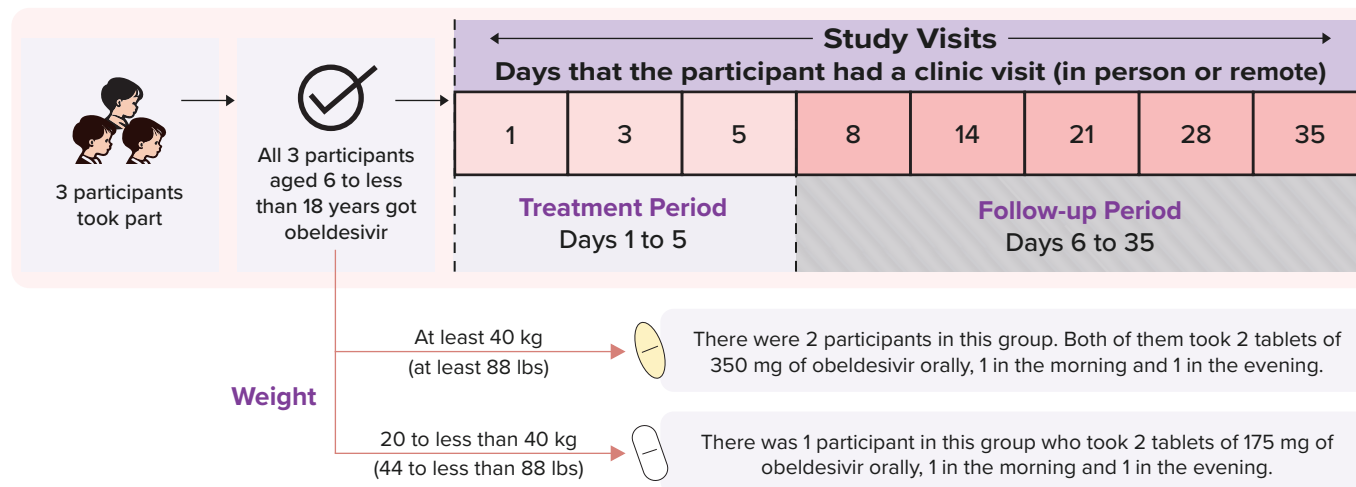 3 participants
took part
All 3 participants
aged 6 to less
than 18 years got
obeldesivir
Study Visits
Days that the participant had a clinic visit (in person or remote)
1 3 5 8 14 21 28 35
Treatment Period
Days 1 to 5
Follow-up Period
Days 6 to 35
Weight
At least 40 kg
(at least 88 lbs)
There were 2 participants in this group. Both of them took 2 tablets of
350 mg of obeldesivir orally, 1 in the morning and 1 in the evening.
20 to less than 40 kg
(44 to less than 88 lbs)
There was 1 participant in this group who took 2 tablets of 175 mg of
obeldesivir orally, 1 in the morning and 1 in the evening.